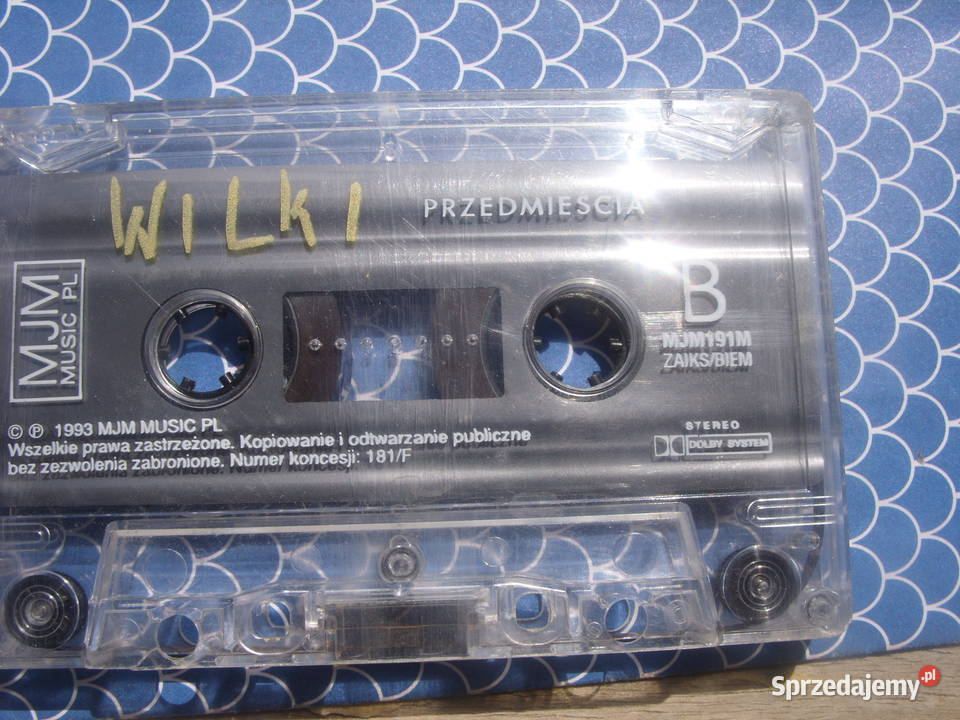 WILKI PRZEDMIEŚCIA
B
MJM191M
ZAIKS/BIEM
MJM
MUSIC PL
© ℗ 1993 MJM MUSIC PL
Wszelkie prawa zastrzeżone. Kopiowanie i odtwarzanie publiczne
bez zezwolenia zabronione. Numer koncesji: 181/F
STEREO
DOLBY SYSTEM
Sprzedajemy.pl